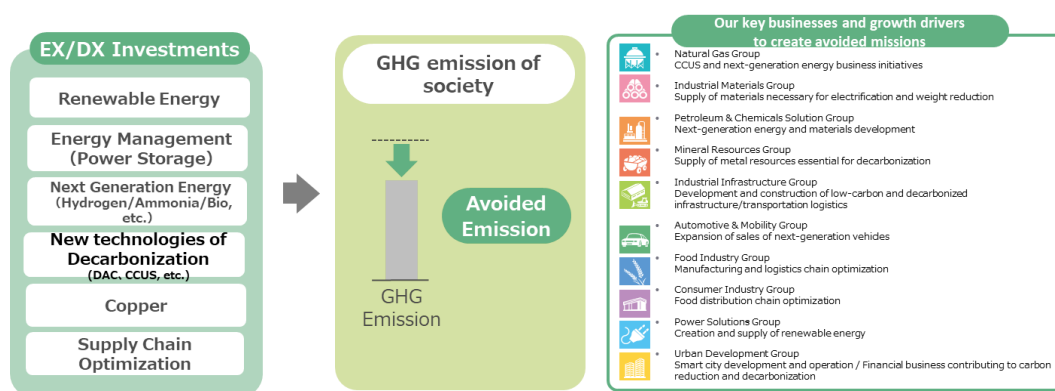 EX/DX Investments
Renewable Energy
Energy Management
(Power Storage)
Next Generation Energy
(Hydrogen/Ammonia/Bio,
etc.)
New technologies of
Decarbonization
(DAC、CCUS, etc.)
Copper
Supply Chain
Optimization
GHG emission of
society
Avoided
Emission
GHG
Emission
Our key businesses and growth drivers
to create avoided missions
• Natural Gas Group
CCUS and next-generation energy business initiatives
• Industrial Materials Group
Supply of materials necessary for electrification and weight reduction
• Petroleum & Chemicals Solution Group
Next-generation energy and materials development
• Mineral Resources Group
Supply of metal resources essential for decarbonization
• Industrial Infrastructure Group
Development and construction of low-carbon and decarbonized
infrastructure/transportation logistics
• Automotive & Mobility Group
Expansion of sales of next-generation vehicles
• Food Industry Group
Manufacturing and logistics chain optimization
• Consumer Industry Group
Food distribution chain optimization
• Power Solutions Group
Creation and supply of renewable energy
• Urban Development Group
Smart city development and operation / Financial business contributing to carbon
reduction and decarbonization